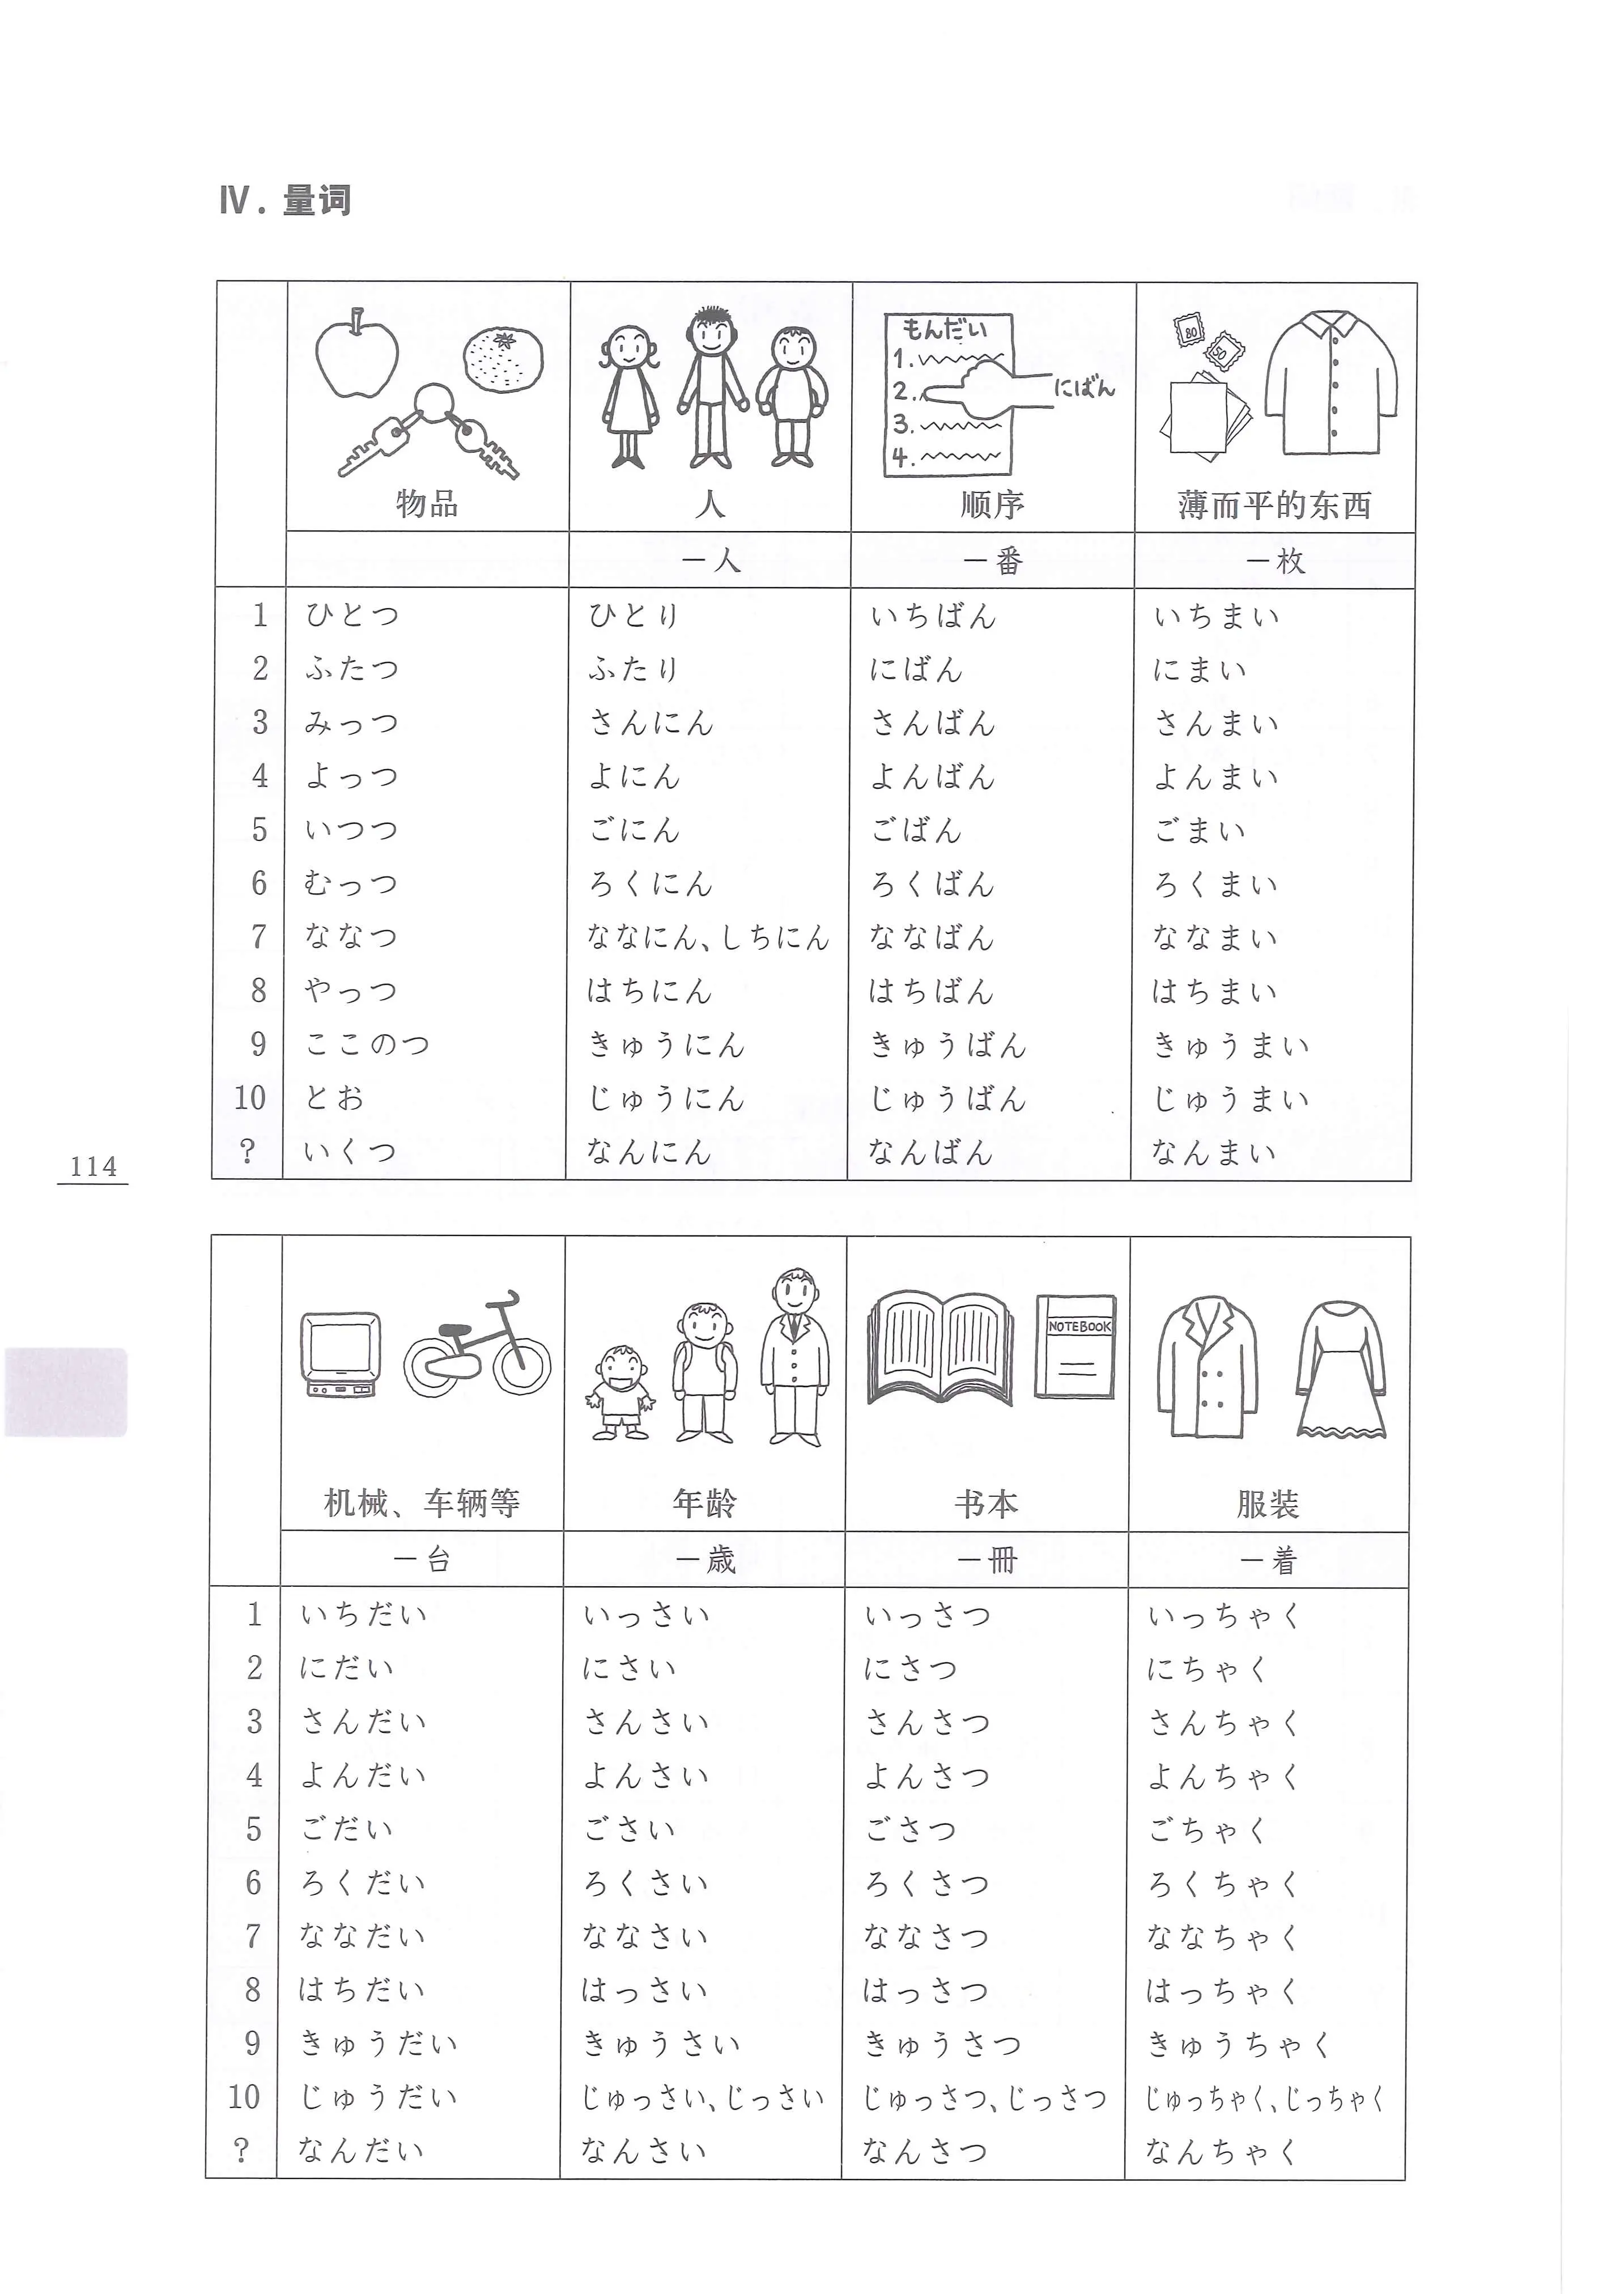 Ⅳ. 量词
もんだい
1.
2.
にばん
3.
4.
80
50
物品 人 顺序 薄而平的东西
－人 －番 －枚
1 ひとつ ひとり いちばん いちまい
2 ふたつ ふたり にばん にまい
3 みっつ さんにん さんばん さんまい
4 よっつ よにん よんばん よんまい
5 いつつ ごにん ごばん ごまい
6 むっつ ろくにん ろくばん ろくまい
7 ななつ ななにん、しちにん ななばん ななまい
8 やっつ はちにん はちばん はちまい
9 ここのつ きゅうにん きゅうばん きゅうまい
10 とお じゅうにん じゅうばん じゅうまい
? いくつ なんにん なんばん なんまい
114
NOTEBOOK
机械、车辆等 年龄 书本 服装
－台 －歳 －冊 －着
1 いちだい いっさい いっさつ いっちゃく
2 にだい にさい にさつ にちゃく
3 さんだい さんさい さんさつ さんちゃく
4 よんだい よんさい よんさつ よんちゃく
5 ごだい ごさい ごさつ ごちゃく
6 ろくだい ろくさい ろくさつ ろくちゃく
7 ななだい ななさい ななさつ ななちゃく
8 はちだい はっさい はっさつ はっちゃく
9 きゅうだい きゅうさい きゅうさつ きゅうちゃく
10 じゅうだい じゅっさい、じっさい じゅっさつ、じっさつ じゅっちゃく、じっちゃく
? なんだい なんさい なんさつ なんちゃく